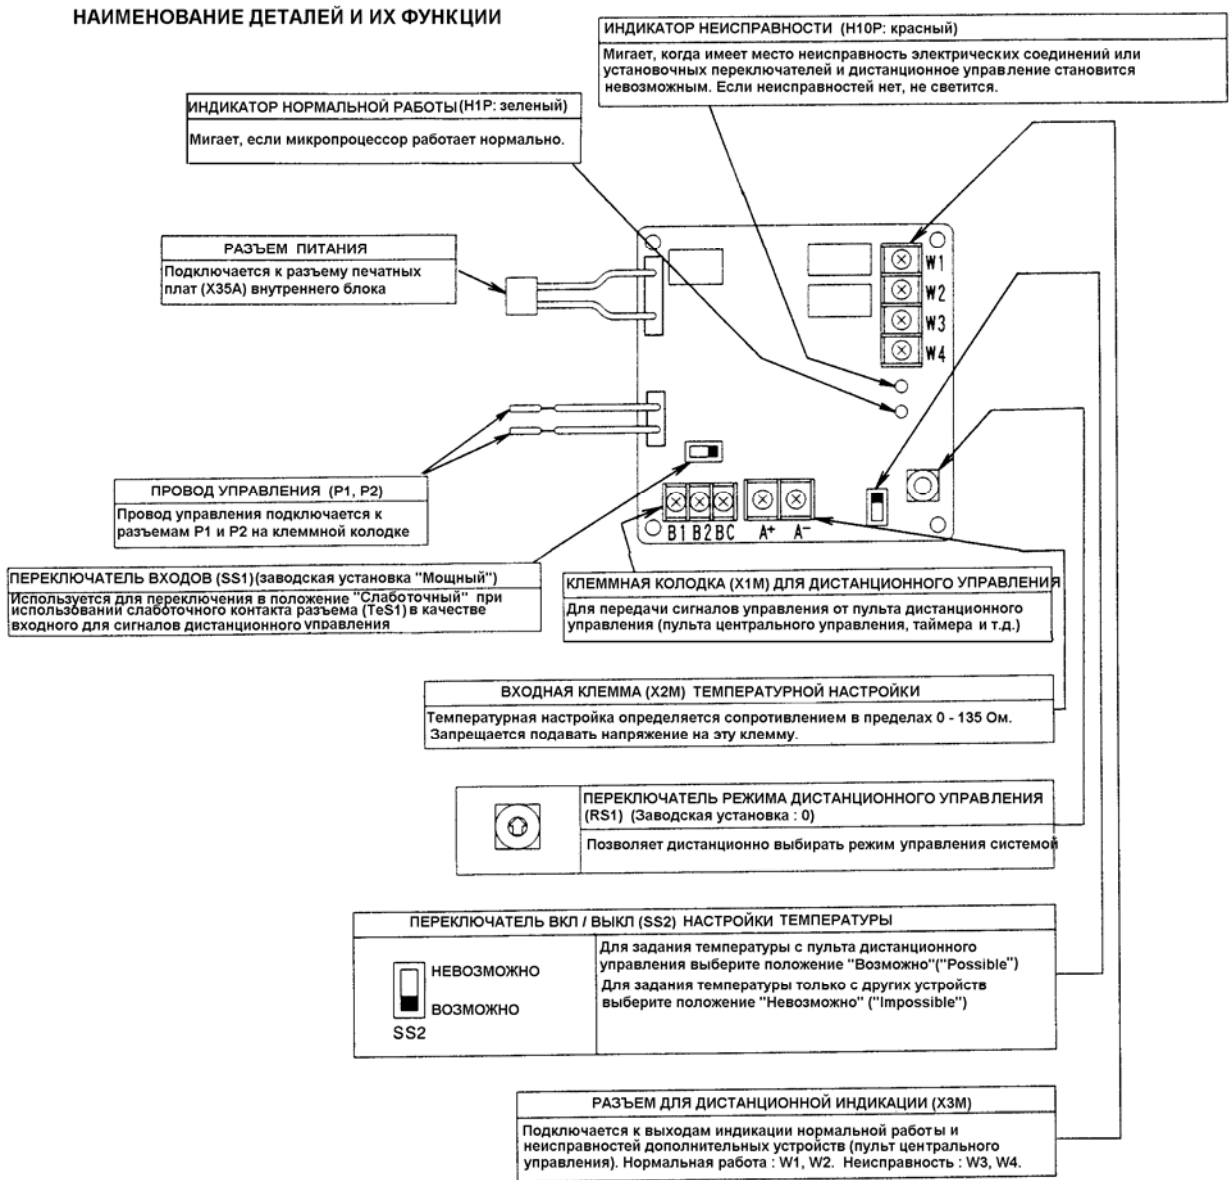 НАИМЕНОВАНИЕ ДЕТАЛЕЙ И ИХ ФУНКЦИИ
ИНДИКАТОР НЕИСПРАВНОСТИ (H10P: красный)
Мигает, когда имеет место неисправность электрических соединений или
установочных переключателей и дистанционное управление становится
невозможным. Если неисправностей нет, не светится.
ИНДИКАТОР НОРМАЛЬНОЙ РАБОТЫ(H1P: зеленый)
Мигает, если микропроцессор работает нормально.
РАЗЪЕМ ПИТАНИЯ
Подключается к разъему печатных
плат (X35A) внутреннего блока
W1
W2
W3
W4
ПРОВОД УПРАВЛЕНИЯ (P1, P2)
Провод управления подключается к
разъемам P1 и P2 на клеммной колодке
B1 B2 BC A+ A-
ПЕРЕКЛЮЧАТЕЛЬ ВХОДОВ (SS1)(заводская установка "Мощный")
Используется для переключения в положение "Слаботочный" при
использовании слаботочного контакта разъема (TeS1) в качестве
входного для сигналов дистанционного управления
КЛЕММНАЯ КОЛОДКА (X1M) ДЛЯ ДИСТАНЦИОННОГО УПРАВЛЕНИЯ
Для передачи сигналов управления от пульта дистанционного
управления (пульта центрального управления, таймера и т.д.)
ВХОДНАЯ КЛЕММА (X2M) ТЕМПЕРАТУРНОЙ НАСТРОЙКИ
Температурная настройка определяется сопротивлением в пределах 0 - 135 Ом.
Запрещается подавать напряжение на эту клемму.
ПЕРЕКЛЮЧАТЕЛЬ РЕЖИМА ДИСТАНЦИОННОГО УПРАВЛЕНИЯ
(RS1) (Заводская установка : 0)
Позволяет дистанционно выбирать режим управления системой
ПЕРЕКЛЮЧАТЕЛЬ ВКЛ / ВЫКЛ (SS2) НАСТРОЙКИ ТЕМПЕРАТУРЫ
НЕВОЗМОЖНО
ВОЗМОЖНО
SS2
Для задания температуры с пульта дистанционного
управления выберите положение "Возможно"("Possible")
Для задания температуры только с других устройств
выберите положение "Невозможно" ("Impossible")
РАЗЪЕМ ДЛЯ ДИСТАНЦИОННОЙ ИНДИКАЦИИ (X3M)
Подключается к выходам индикации нормальной работы и
неисправностей дополнительных устройств (пульт центрального
управления). Нормальная работа : W1, W2. Неисправность : W3, W4.